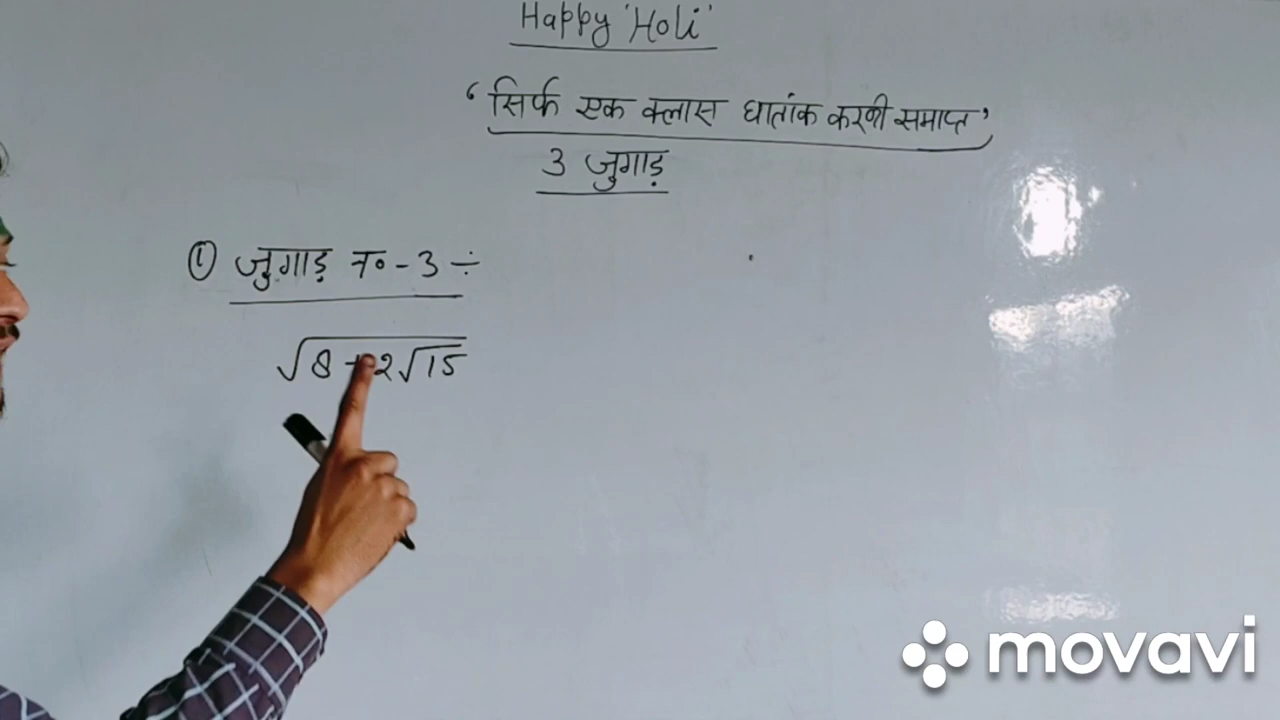 Happy 'Holi'
'सिर्फ एक क्लास घातांक करणी समाप्त'
3 जुगाड़
① जुगाड़ न० - 3 ÷
√8 + 2√15
movavi